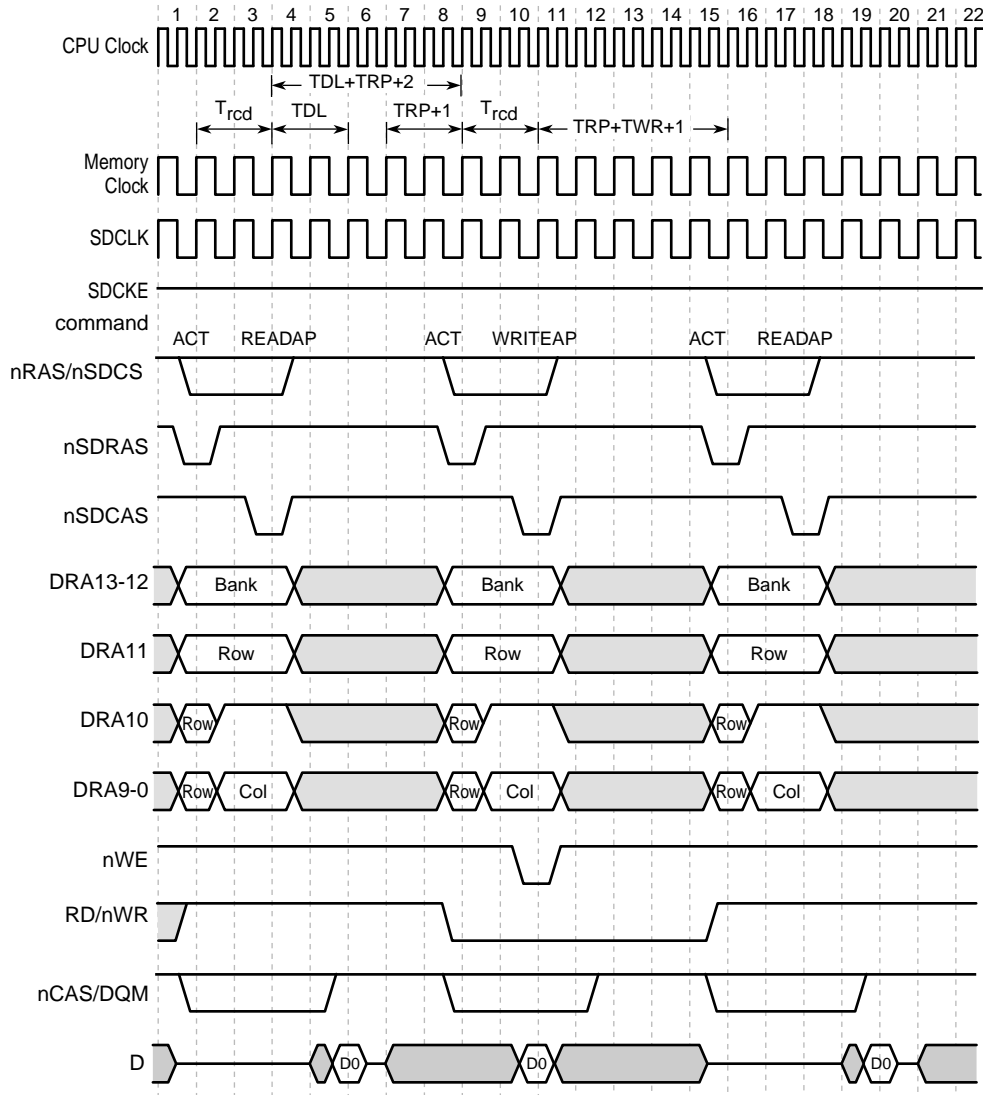 1 2 3 4 5 6 7 8 9 10 11 12 13 14 15 16 17 18 19 20 21 22
CPU Clock
TDL+TRP+2
Trcd TDL TRP+1 Trcd TRP+TWR+1
Memory
Clock
SDCLK
SDCKE
command
ACT READAP ACT WRITEAP ACT READAP
nRAS/nSDCS
nSDRAS
nSDCAS
DRA13-12 Bank Bank Bank
DRA11 Row Row Row
DRA10 Row Row Row
DRA9-0 Row Col Row Col Row Col
nWE
RD/nWR
nCAS/DQM
D D0 D0 D0